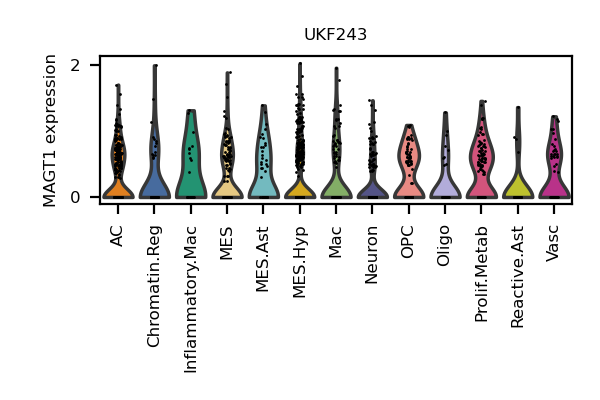 UKF243
MAGT1 expression
2
0
AC
Chromatin.Reg
Inflammatory.Mac
MES
MES.Ast
MES.Hyp
Mac
Neuron
OPC
Oligo
Prolif.Metab
Reactive.Ast
Vasc